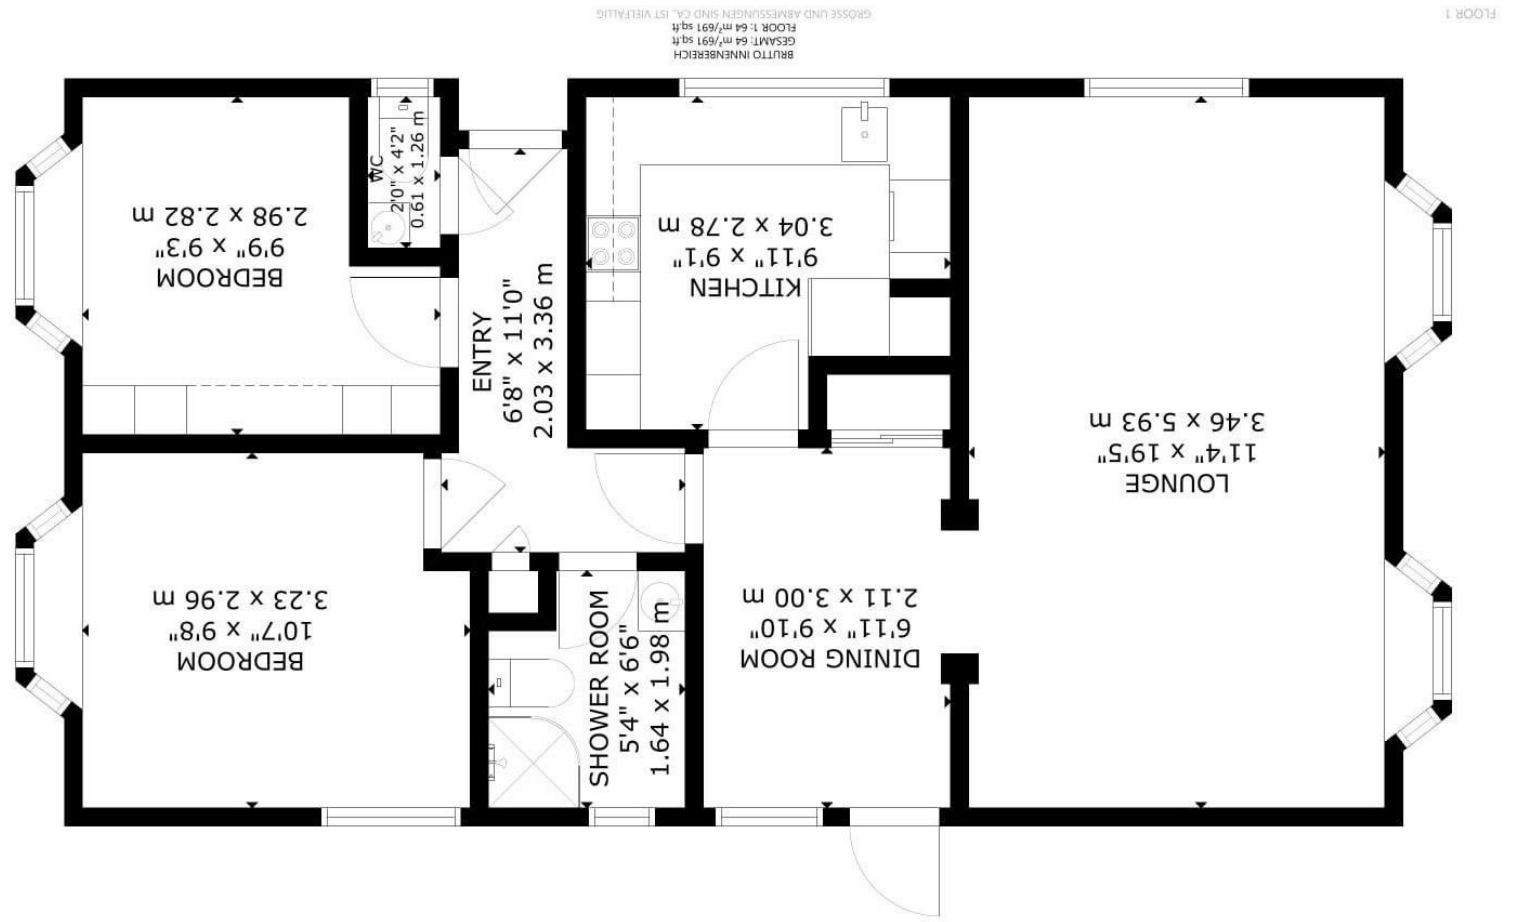 DINING ROOM
6'11" x 9'10"
2.11 x 3.00 m
SHOWER ROOM
5'4" x 6'6"
1.64 x 1.98 m
BEDROOM
10'7" x 9'8"
3.23 x 2.96 m
LOUNGE
11'4" x 19'5"
3.46 x 5.93 m
ENTRY
6'8" x 11'0"
2.03 x 3.36 m
KITCHEN
9'11" x 9'1"
3.04 x 2.78 m
BEDROOM
9'9" x 9'3"
2.98 x 2.82 m
WC
2'0" x 4'2"
0.61 x 1.26 m
BRUTTO INNENBEREICH
GESAMT: 64 m²/691 sq.ft
FLOOR 1: 64 m²/691 sq.ft
GRÖSSE UND ABMESSUNGEN SIND CA, IST VIELFÄLTIG
FLOOR 1